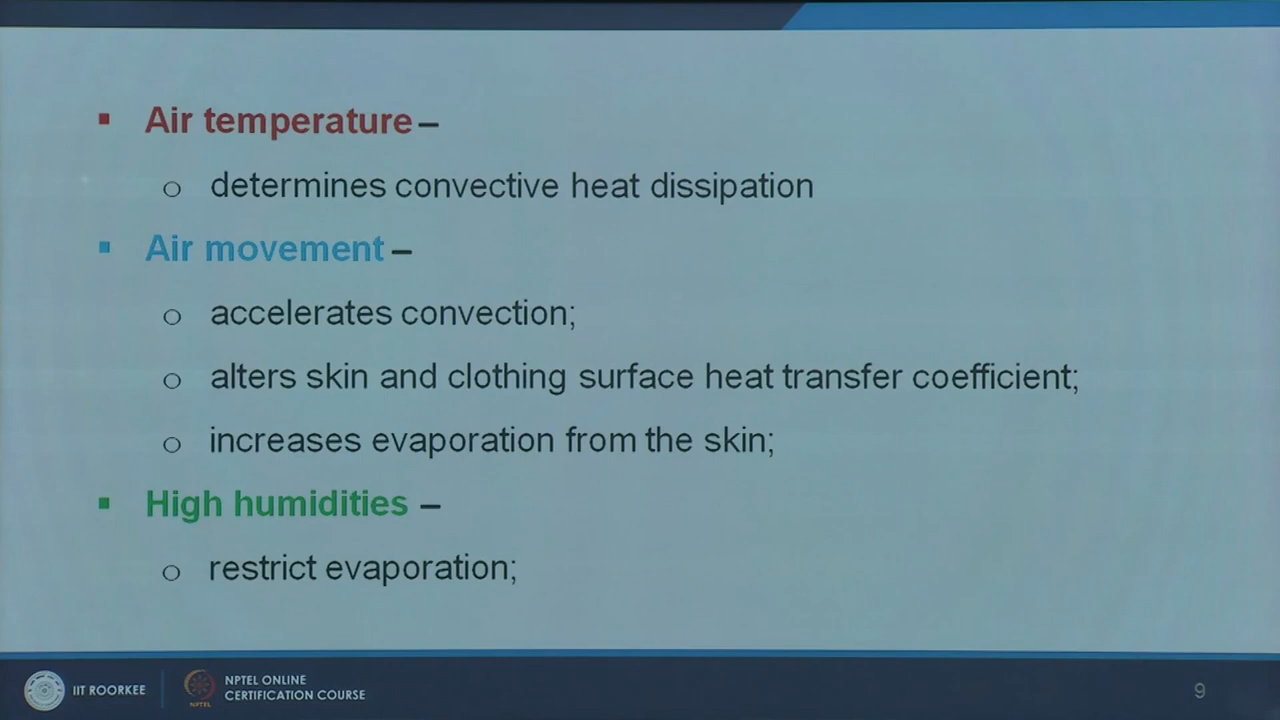 ▪ Air temperature –
o determines convective heat dissipation
▪ Air movement –
o accelerates convection;
o alters skin and clothing surface heat transfer coefficient;
o increases evaporation from the skin;
▪ High humidities –
o restrict evaporation;
IIT ROORKEE
NPTEL
NPTEL ONLINE
CERTIFICATION COURSE
9